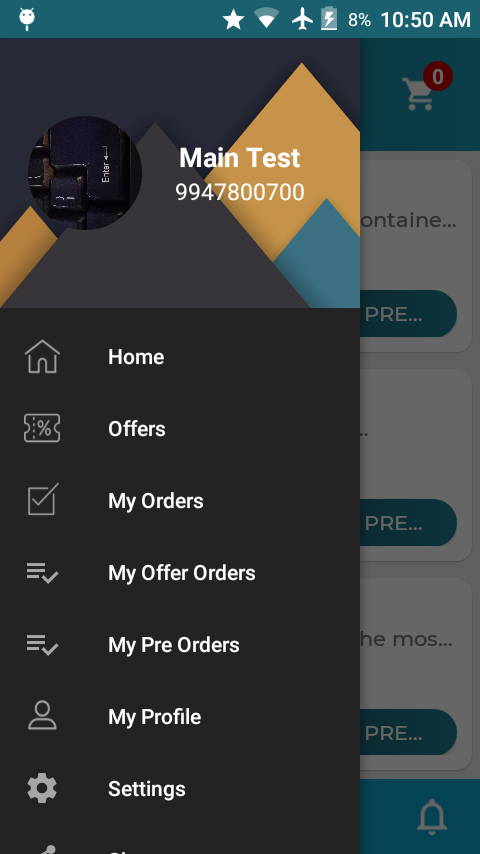 8% 10:50 AM
0
Enter
Main Test
9947800700
ontaine...
PRE...
Home
Offers
..
My Orders
PRE...
My Offer Orders
My Pre Orders
he mos...
My Profile
PRE...
Settings